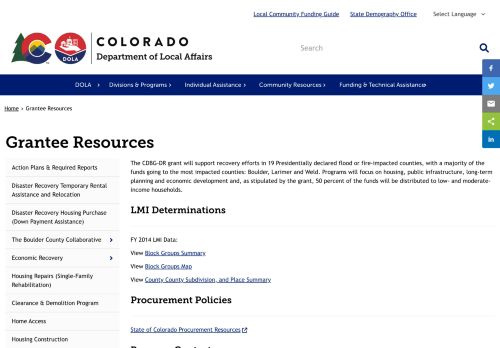 Local Community Funding Guide
State Demography Office
Select Language
CO
DOLA
COLORADO
Department of Local Affairs
Search
DOLA
Divisions & Programs
Individual Assistance
Community Resources
Funding & Technical Assistance
Home > Grantee Resources
Grantee Resources
Action Plans & Required Reports
Disaster Recovery Temporary Rental
Assistance and Relocation
Disaster Recovery Housing Purchase
(Down Payment Assistance)
The Boulder County Collaborative
Economic Recovery
Housing Repairs (Single-Family
Rehabilitation)
Clearance & Demolition Program
Home Access
Housing Construction
The CDBG-DR grant will support recovery efforts in 19 Presidentially declared flood or fire-impacted counties, with a majority of the
funds going to the most impacted counties: Boulder, Larimer and Weld. Programs will focus on housing, public infrastructure, long-term
planning and economic development and, as stipulated by the grant, 50 percent of the funds will be distributed to low- and moderate-
income households.
LMI Determinations
FY 2014 LMI Data:
View Block Groups Summary
View Block Groups Map
View County County Subdivision, and Place Summary
Procurement Policies
State of Colorado Procurement Resources